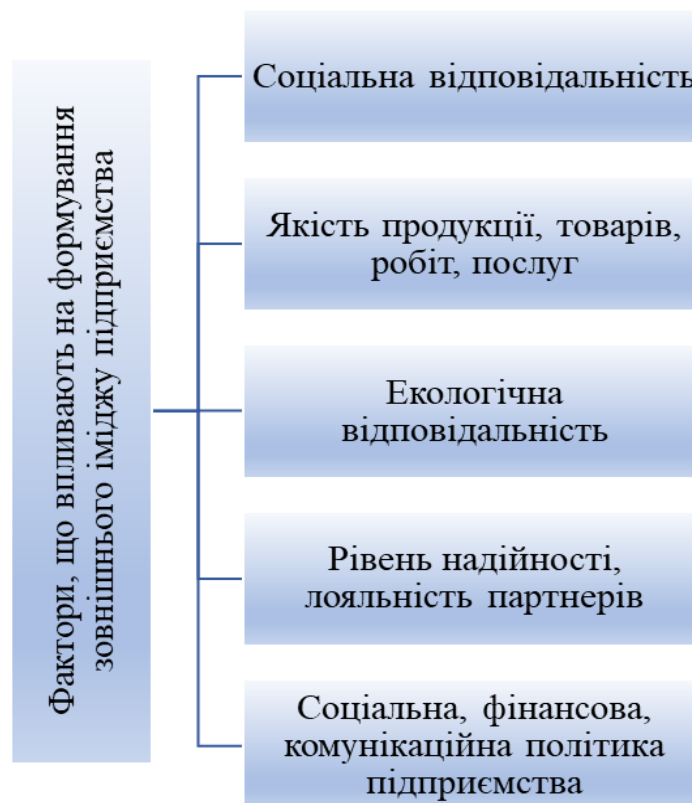 Фактори, що впливають на формування
зовнішнього іміджу підприємства
Соціальна відповідальність
Якість продукції, товарів,
робіт, послуг
Екологічна
відповідальність
Рівень надійності,
лояльність партнерів
Соціальна, фінансова,
комунікаційна політика
підприємства